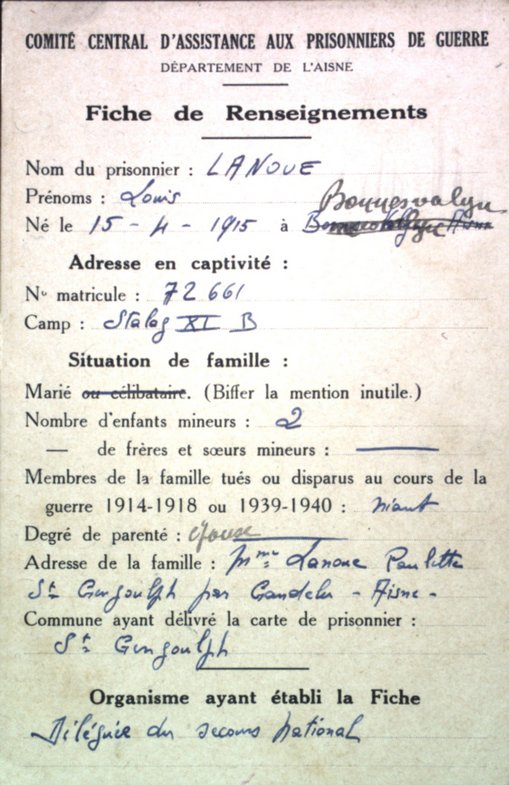 COMITÉ CENTRAL D'ASSISTANCE AUX PRISONNIERS DE GUERRE
DÉPARTEMENT DE L'AISNE
Fiche de Renseignements
Nom du prisonnier : LANOUE
Prénoms : Louis
Bonnesvalyn
Né le 15 - 4 - 1915 à Aisne
Adresse en captivité :
No matricule : 72661
Camp : Stalag XI B
Situation de famille :
Marié ou célibataire. (Biffer la mention inutile.)
Nombre d'enfants mineurs : 2
— de frères et sœurs mineurs : —
Membres de la famille tués ou disparus au cours de la
guerre 1914-1918 ou 1939-1940 : niant
Degré de parenté :
Adresse de la famille : Mme Lanoue Paulette
St Gengoulph par Gandelu - Aisne -
Commune ayant délivré la carte de prisonnier :
St Gengoulph
Organisme ayant établi la Fiche
Déléguée du secours national